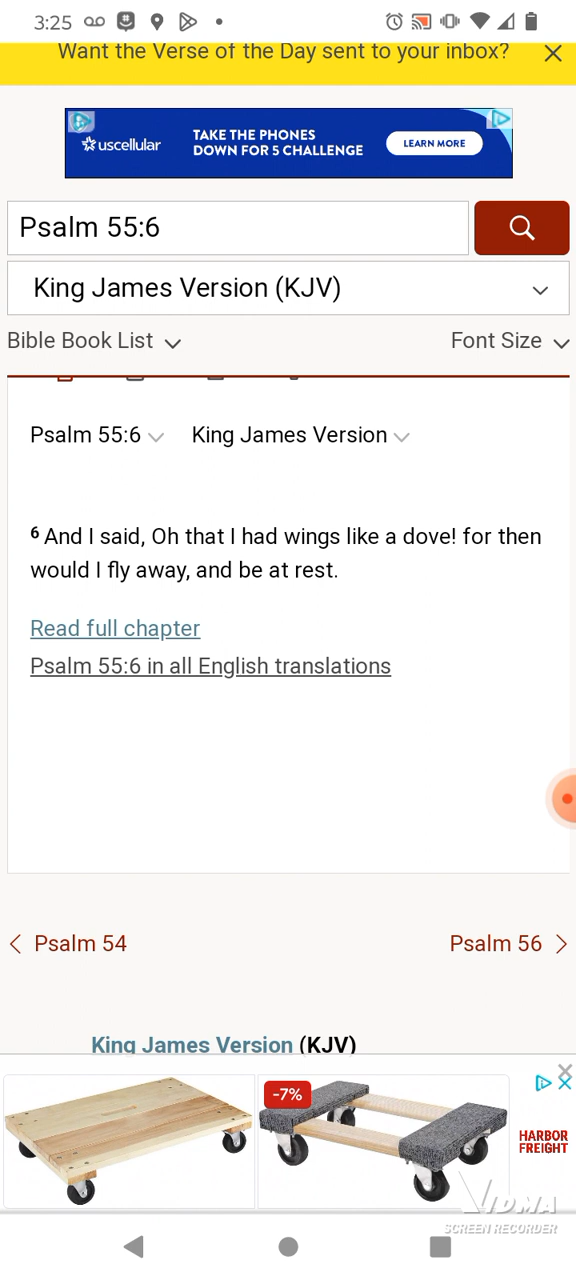 3:25
Want the Verse of the Day sent to your inbox?
uscellular
TAKE THE PHONES
DOWN FOR 5 CHALLENGE
LEARN MORE
Psalm 55:6
King James Version (KJV)
Bible Book List
Font Size
Psalm 55:6
King James Version
6 And I said, Oh that I had wings like a dove! for then
would I fly away, and be at rest.
Read full chapter
Psalm 55:6 in all English translations
Psalm 54
Psalm 56
King James Version (KJV)
-7%
HARBOR
FREIGHT
VIDMA
SCREEN RECORDER